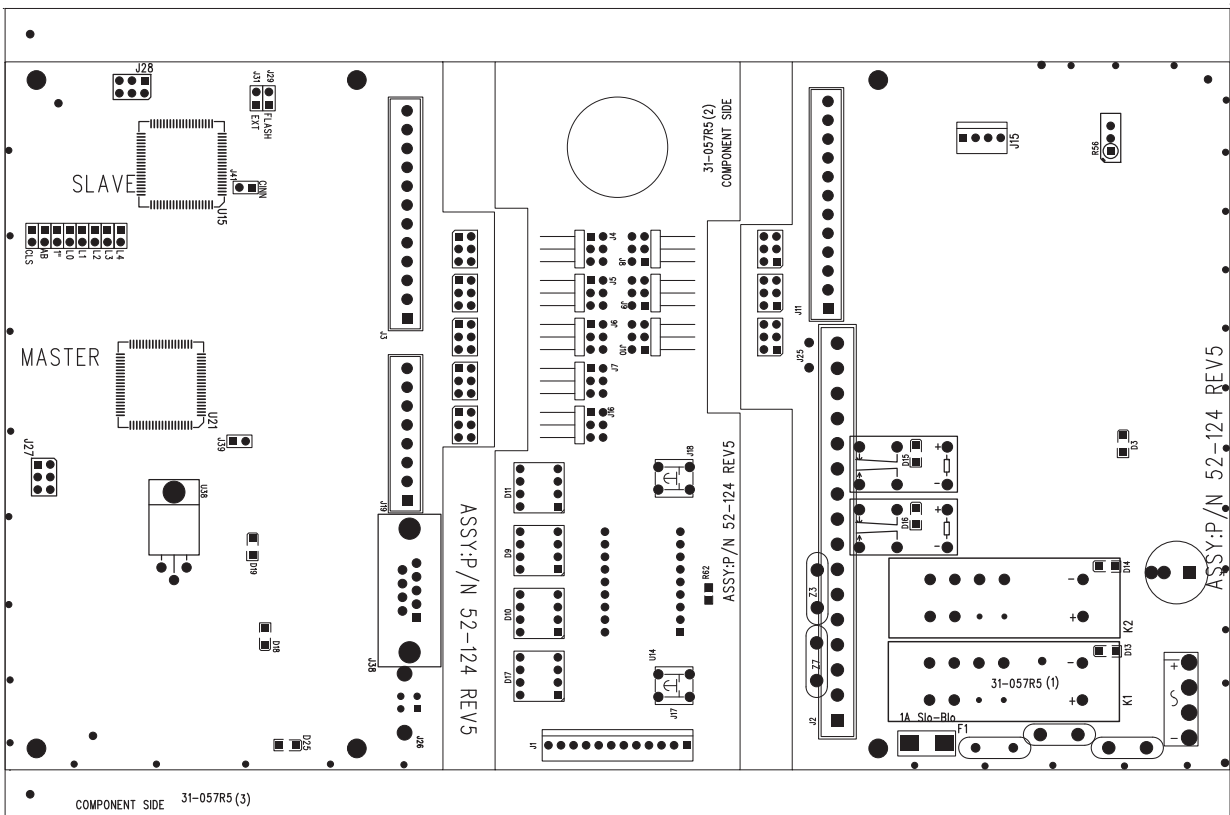 J28
J31
J29
EXT
FLASH
SLAVE
U15
J41
CINN
CLS
AB
1"
L0
L1
L2
L3
L4
MASTER
U21
J39
J27
U38
D19
D18
D25
J3
J19
J38
J26
ASSY:P/N 52-124 REV5
31-057R5(2)
COMPONENT SIDE
J4
J8
J5
J9
J6
J10
J7
J16
D11
J18
D9
D10
R62
D17
U14
J17
J1
ASSY:P/N 52-124 REV5
J11
J25
J15
R56
D3
D15
+
−
D16
+
−
Z3
Z7
J2
D14
−
+
K2
D13
−
+
K1
31-057R5 (1)
1A Slo-Blo
F1
+
−
ASSY:P/N 52-124 REV5
COMPONENT SIDE 31-057R5(3)